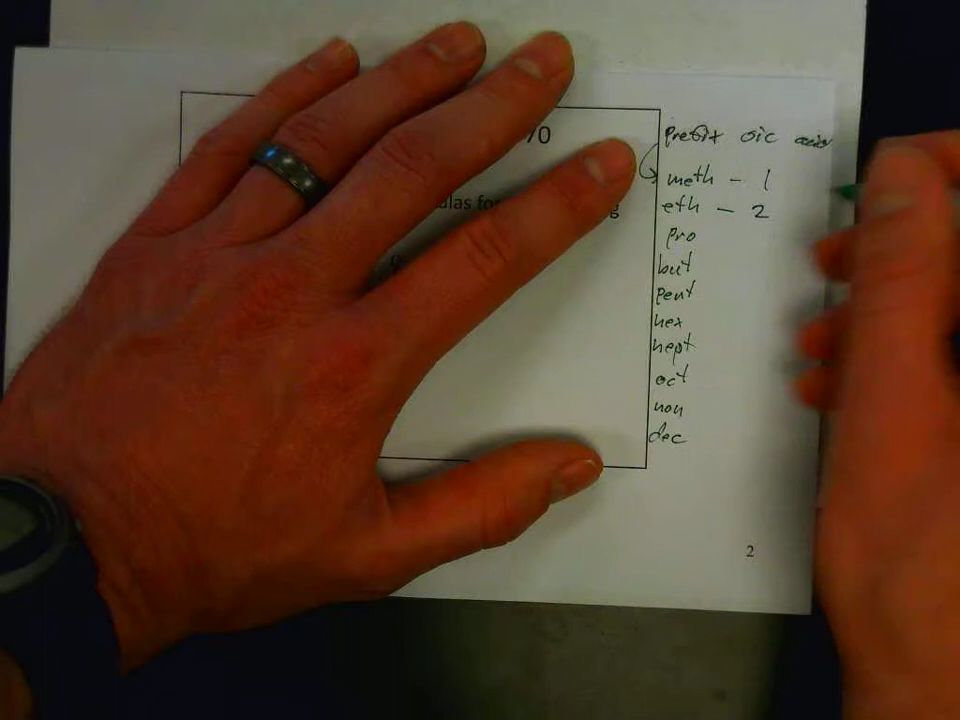 70
prefix oic acid
ulas fo
g
meth - 1
eth - 2
pro
but
pent
hex
hept
oct
non
dec
2